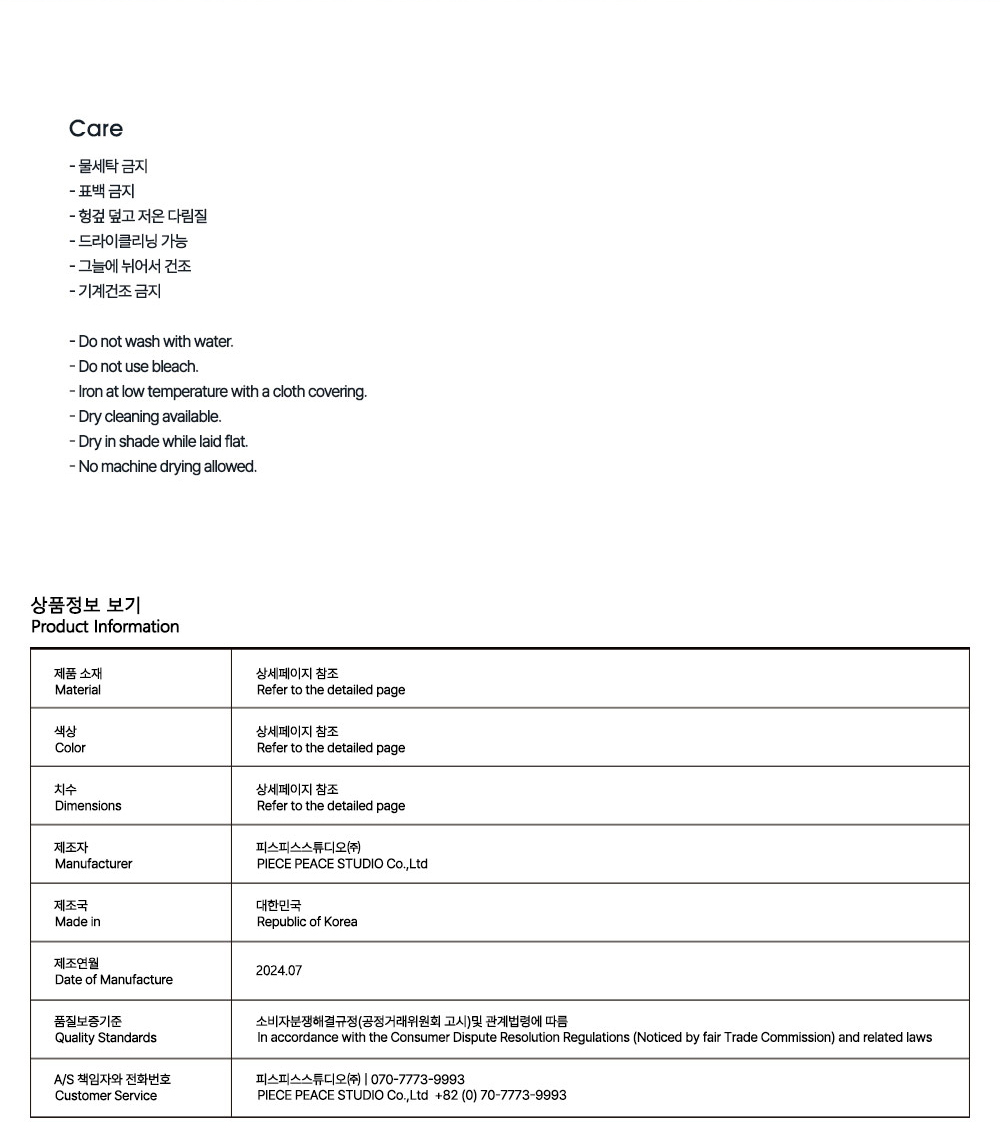 Care
- 물세탁 금지
- 표백 금지
- 헝겊 덮고 저온 다림질
- 드라이클리닝 가능
- 그늘에 뉘어서 건조
- 기계건조 금지
- Do not wash with water.
- Do not use bleach.
- Iron at low temperature with a cloth covering.
- Dry cleaning available.
- Dry in shade while laid flat.
- No machine drying allowed.
상품정보 보기
Product Information
제품 소재
Material
상세페이지 참조
Refer to the detailed page
색상
Color
상세페이지 참조
Refer to the detailed page
치수
Dimensions
상세페이지 참조
Refer to the detailed page
제조자
Manufacturer
피스피스스튜디오㈜
PIECE PEACE STUDIO Co.,Ltd
제조국
Made in
대한민국
Republic of Korea
제조연월
Date of Manufacture
2024.07
품질보증기준
Quality Standards
소비자분쟁해결규정(공정거래위원회 고시)및 관계법령에 따름
In accordance with the Consumer Dispute Resolution Regulations (Noticed by fair Trade Commission) and related laws
A/S 책임자와 전화번호
Customer Service
피스피스스튜디오㈜ | 070-7773-9993
PIECE PEACE STUDIO Co.,Ltd +82 (0) 70-7773-9993